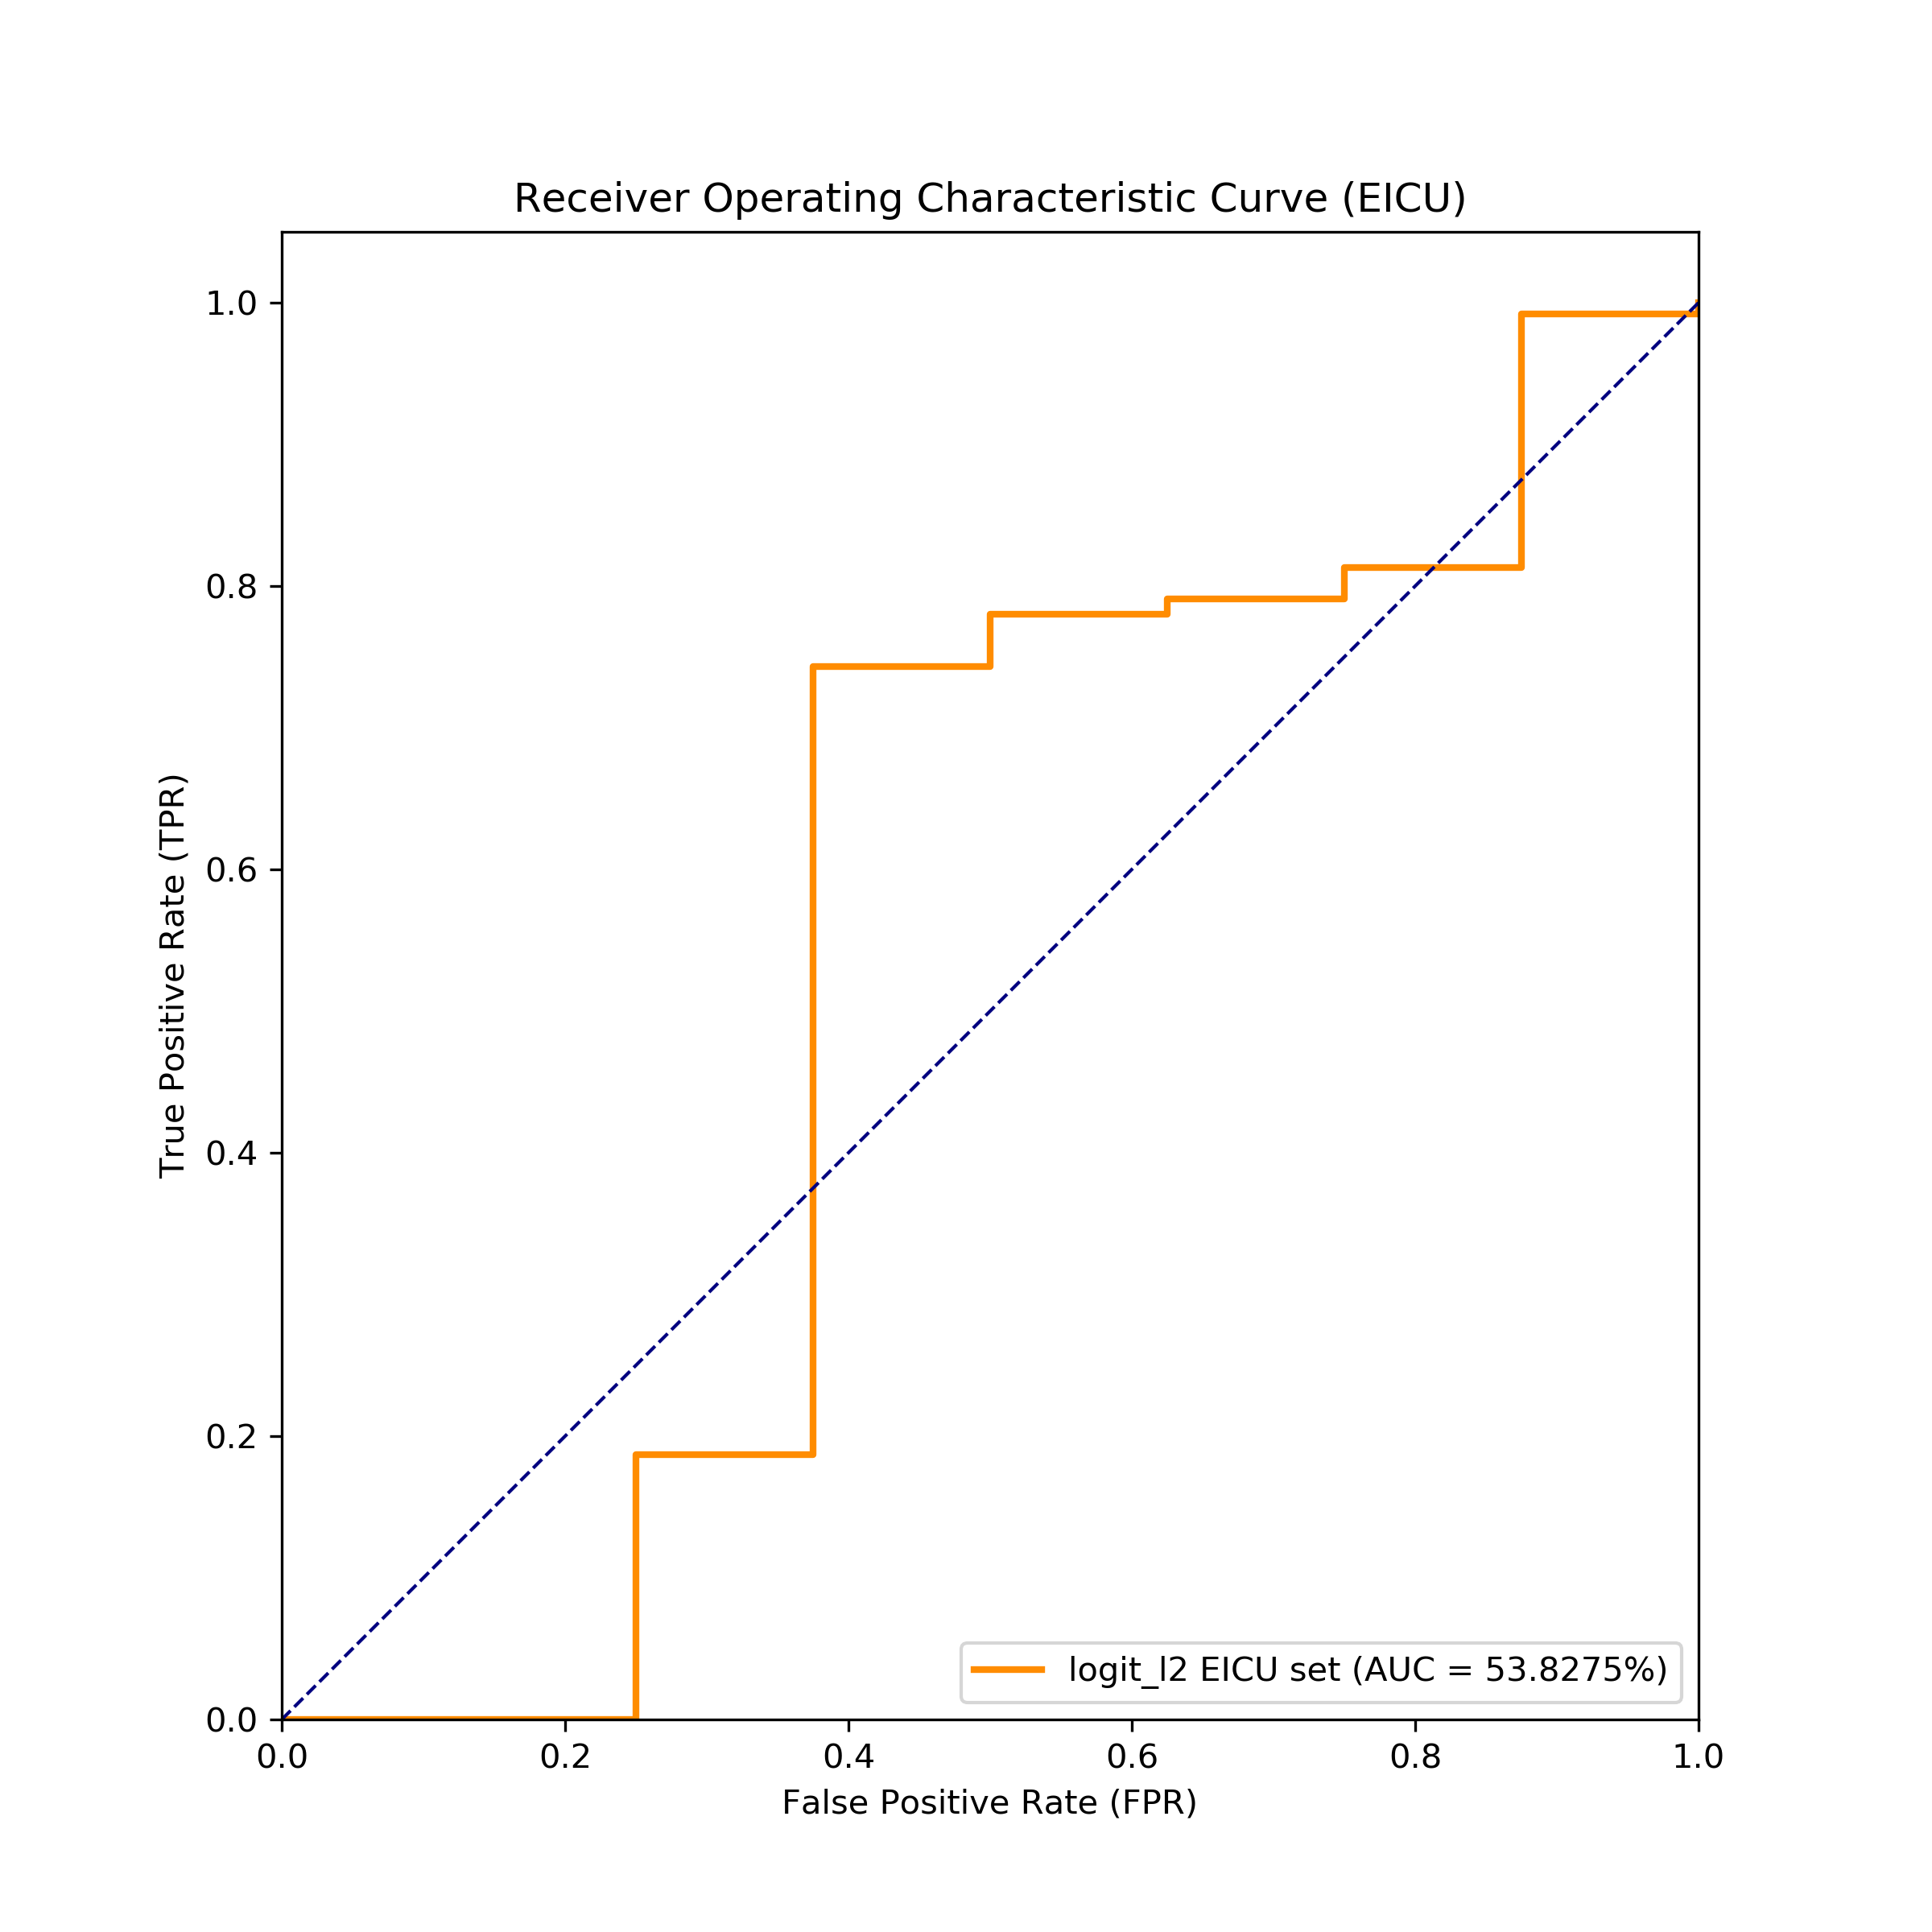 Receiver Operating Characteristic Curve (EICU)
True Positive Rate (TPR)
1.0
0.8
0.6
0.4
0.2
0.0
0.0 0.2 0.4 0.6 0.8 1.0
False Positive Rate (FPR)
logit_l2 EICU set (AUC = 53.8275%)